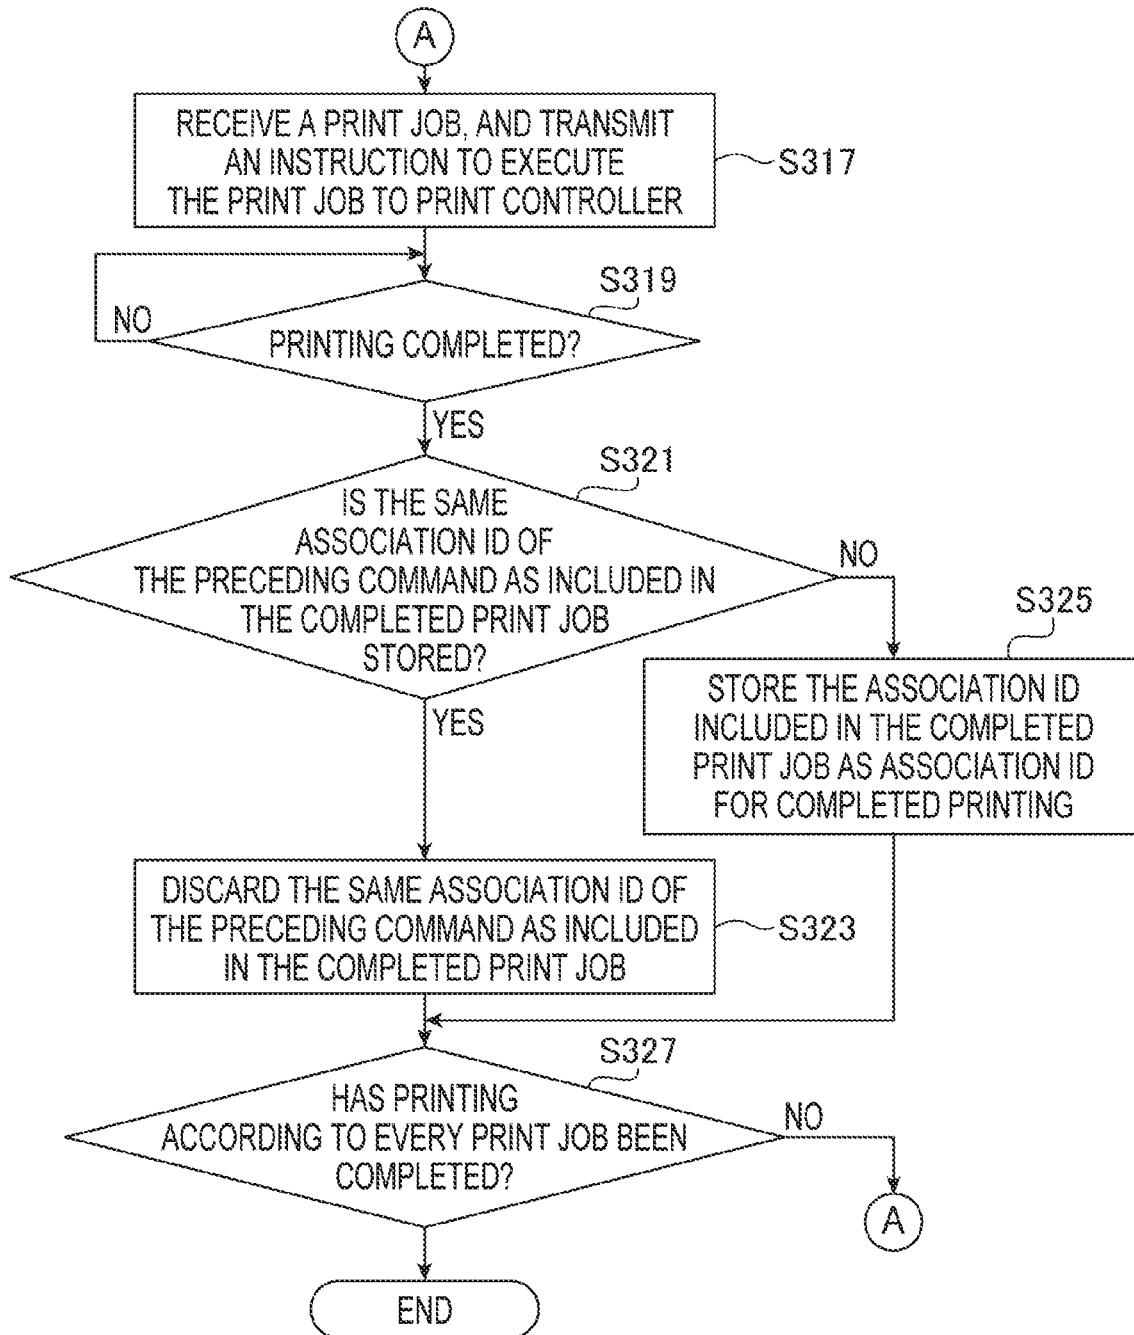 A
RECEIVE A PRINT JOB, AND TRANSMIT
AN INSTRUCTION TO EXECUTE
THE PRINT JOB TO PRINT CONTROLLER
S317
S319
NO
PRINTING COMPLETED?
YES
S321
IS THE SAME
ASSOCIATION ID OF
THE PRECEDING COMMAND AS INCLUDED IN
THE COMPLETED PRINT JOB
STORED?
NO
YES
S325
STORE THE ASSOCIATION ID
INCLUDED IN THE COMPLETED
PRINT JOB AS ASSOCIATION ID
FOR COMPLETED PRINTING
DISCARD THE SAME ASSOCIATION ID OF
THE PRECEDING COMMAND AS INCLUDED
IN THE COMPLETED PRINT JOB
S323
S327
HAS PRINTING
ACCORDING TO EVERY PRINT JOB BEEN
COMPLETED?
NO
A
END